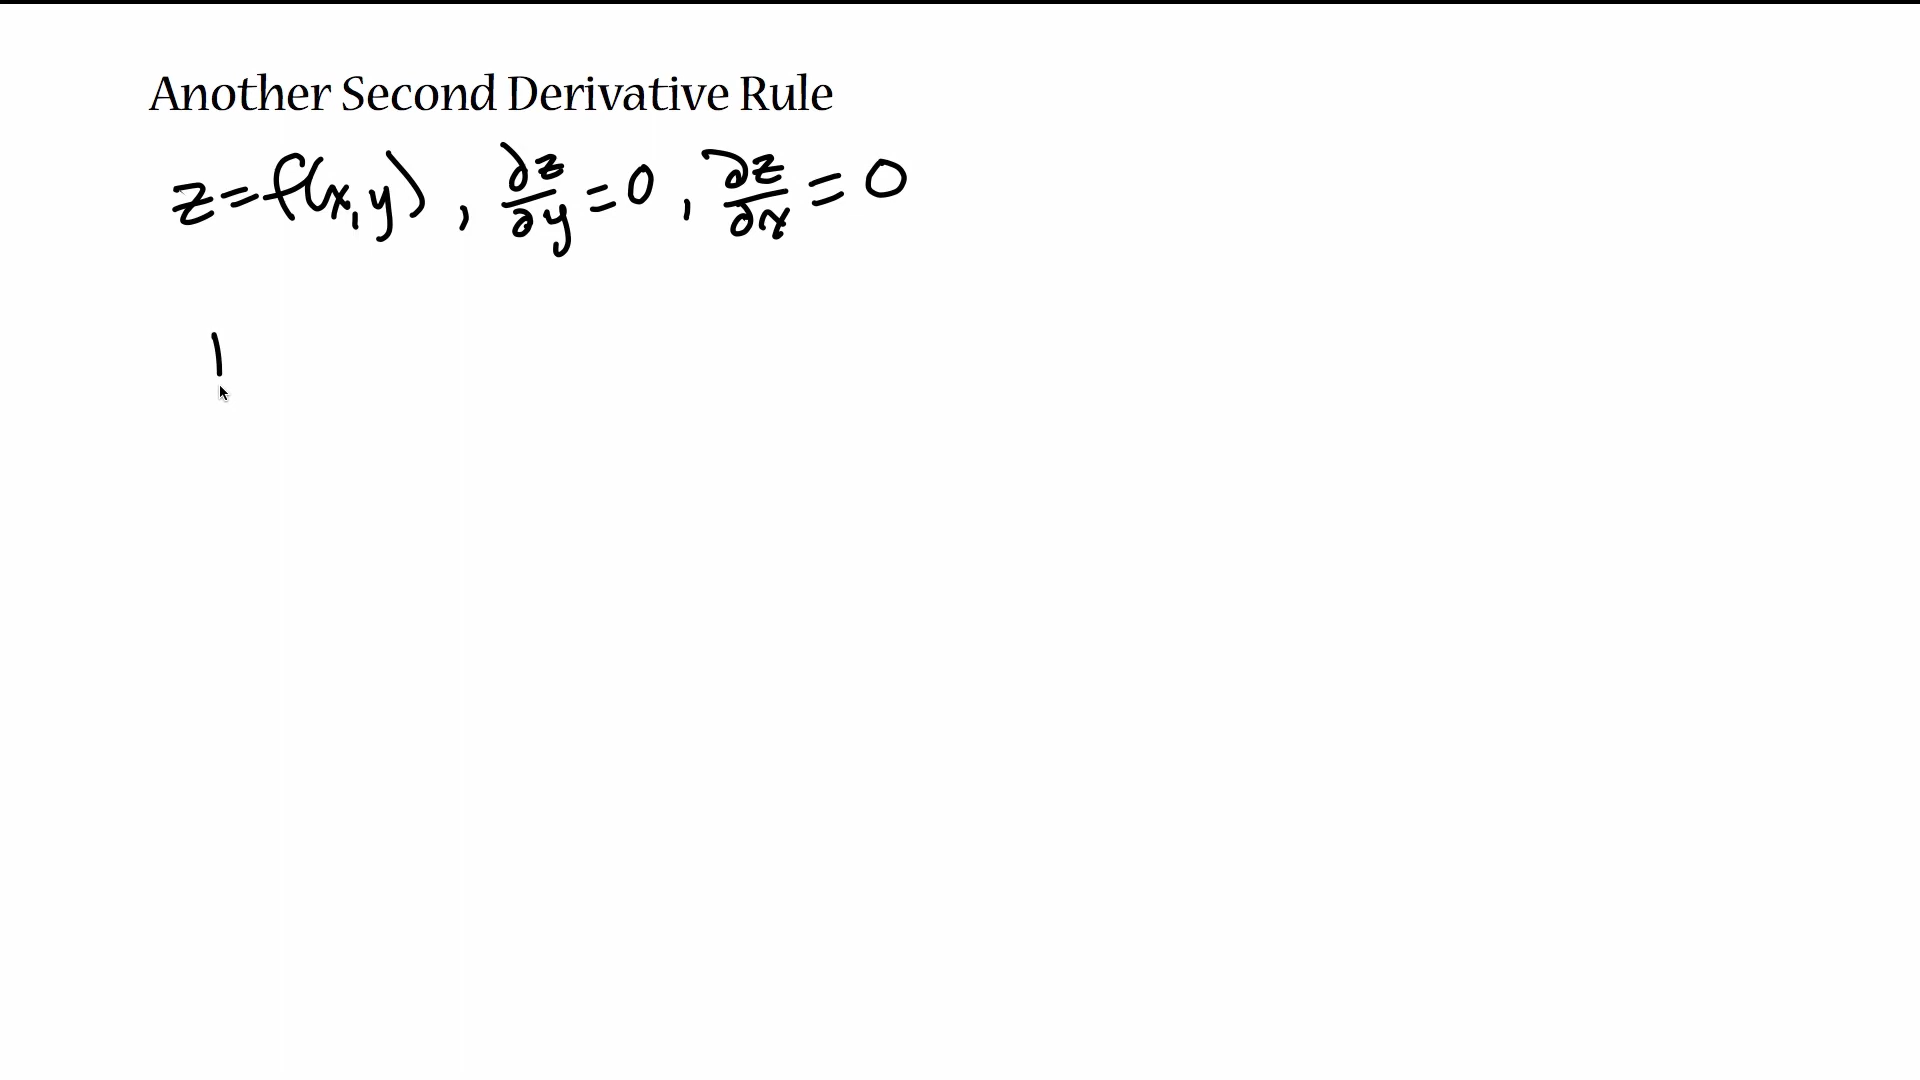 Another Second Derivative Rule
z=f(x,y), ∂z/∂y=0, ∂z/∂x=0